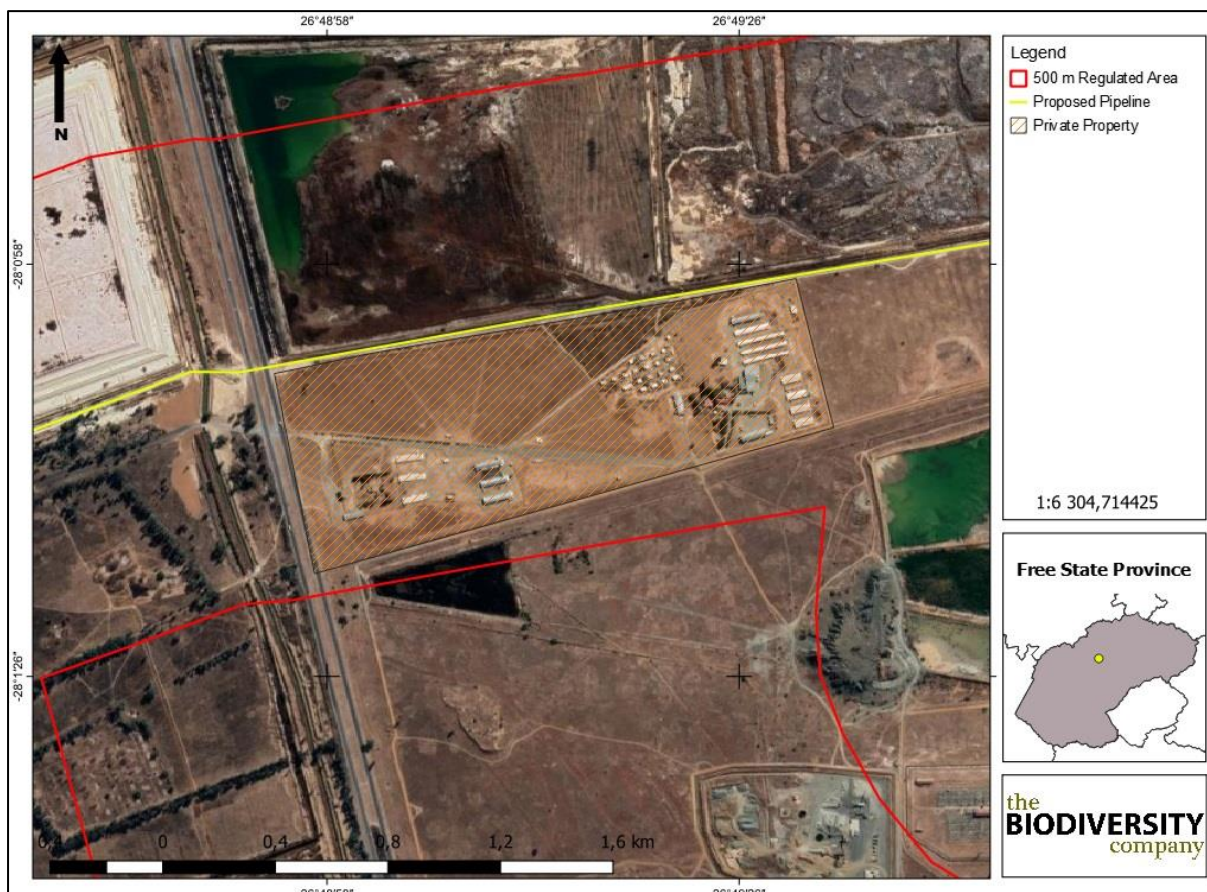 26°48'58" 26°49'26"
N
-28°0'58"
-28°1'26"
Legend
500 m Regulated Area
Proposed Pipeline
Private Property
1:6 304,714425
Free State Province
the
BIODIVERSITY
company
0,4 0 0,4 0,8 1,2 1,6 km